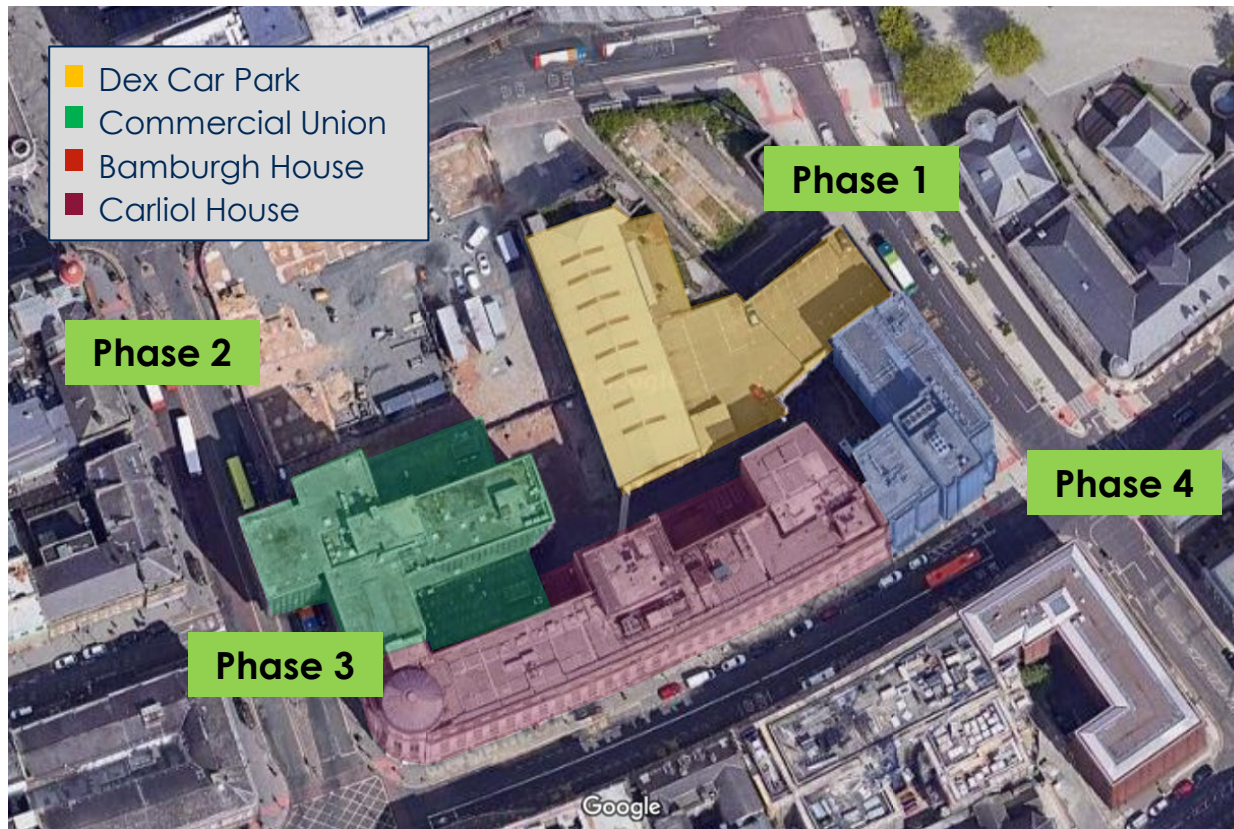 Dex Car Park
Commercial Union
Bamburgh House
Carliol House
Phase 1
Phase 2
Phase 4
Phase 3
Google